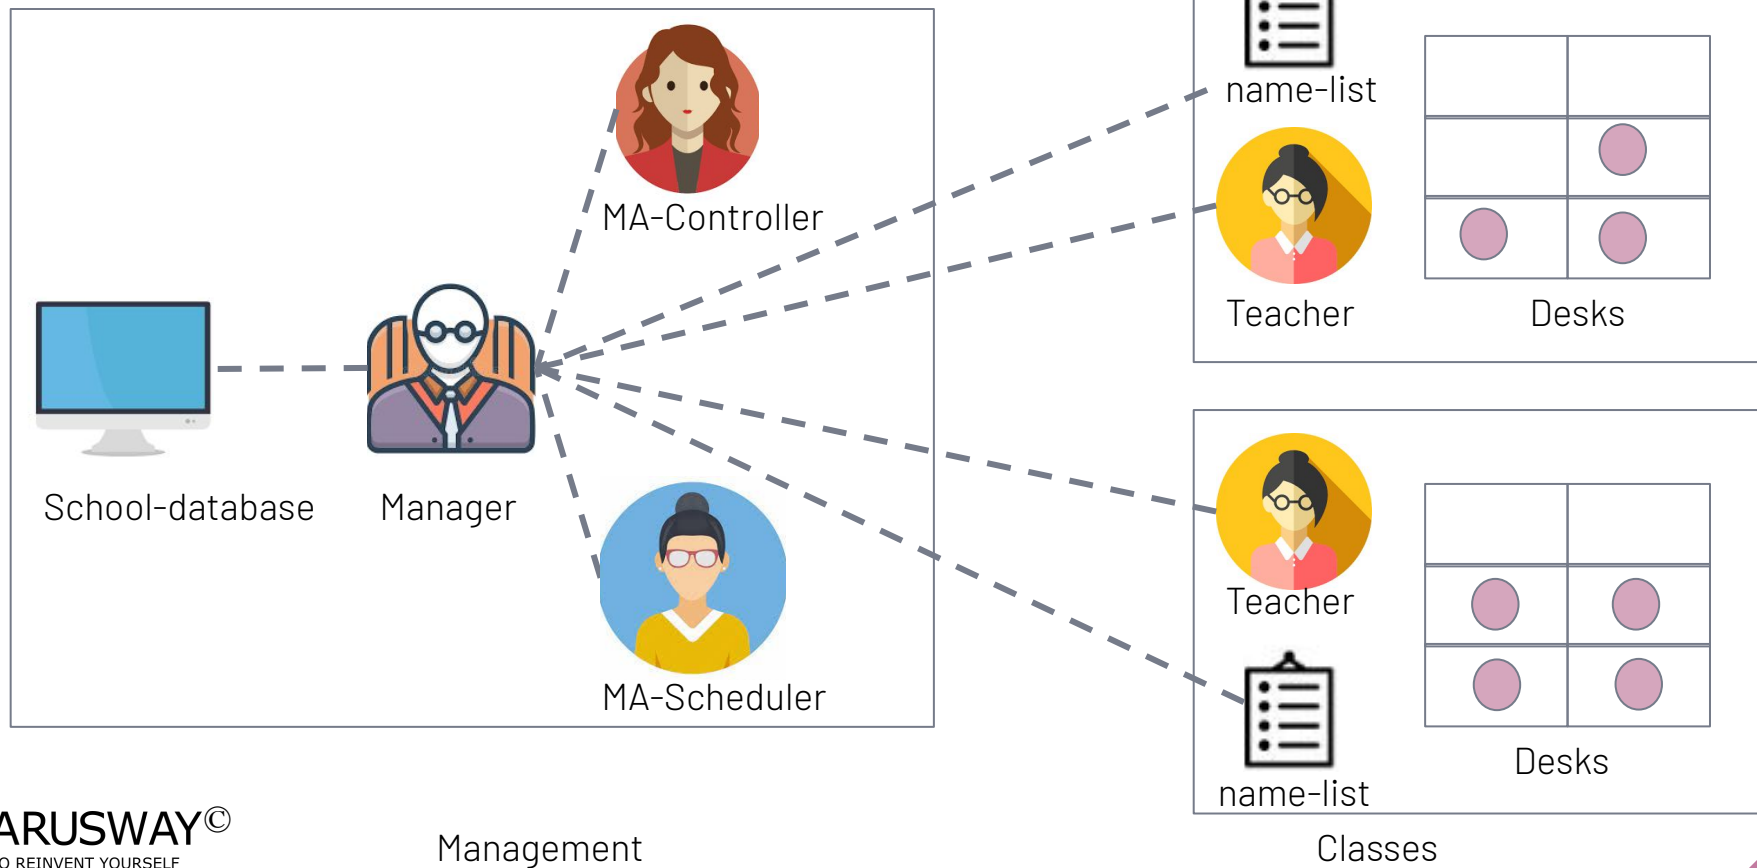 name-list
MA-Controller
Teacher
Desks
School-database
Manager
Teacher
MA-Scheduler
Desks
name-list
ARUSWAY©
O REINVENT YOURSELF
Management
Classes